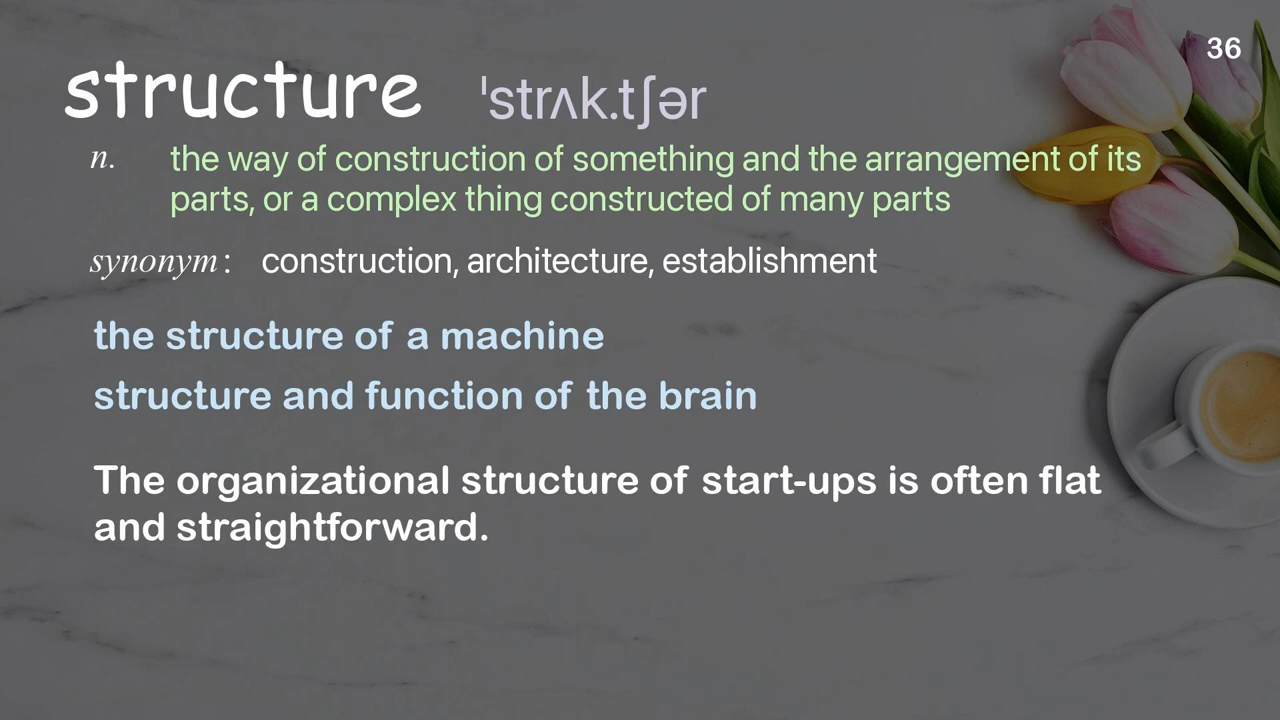 36
structure ˈstrʌk.tʃər
n. the way of construction of something and the arrangement of its
parts, or a complex thing constructed of many parts
synonym: construction, architecture, establishment
the structure of a machine
structure and function of the brain
The organizational structure of start-ups is often flat
and straightforward.